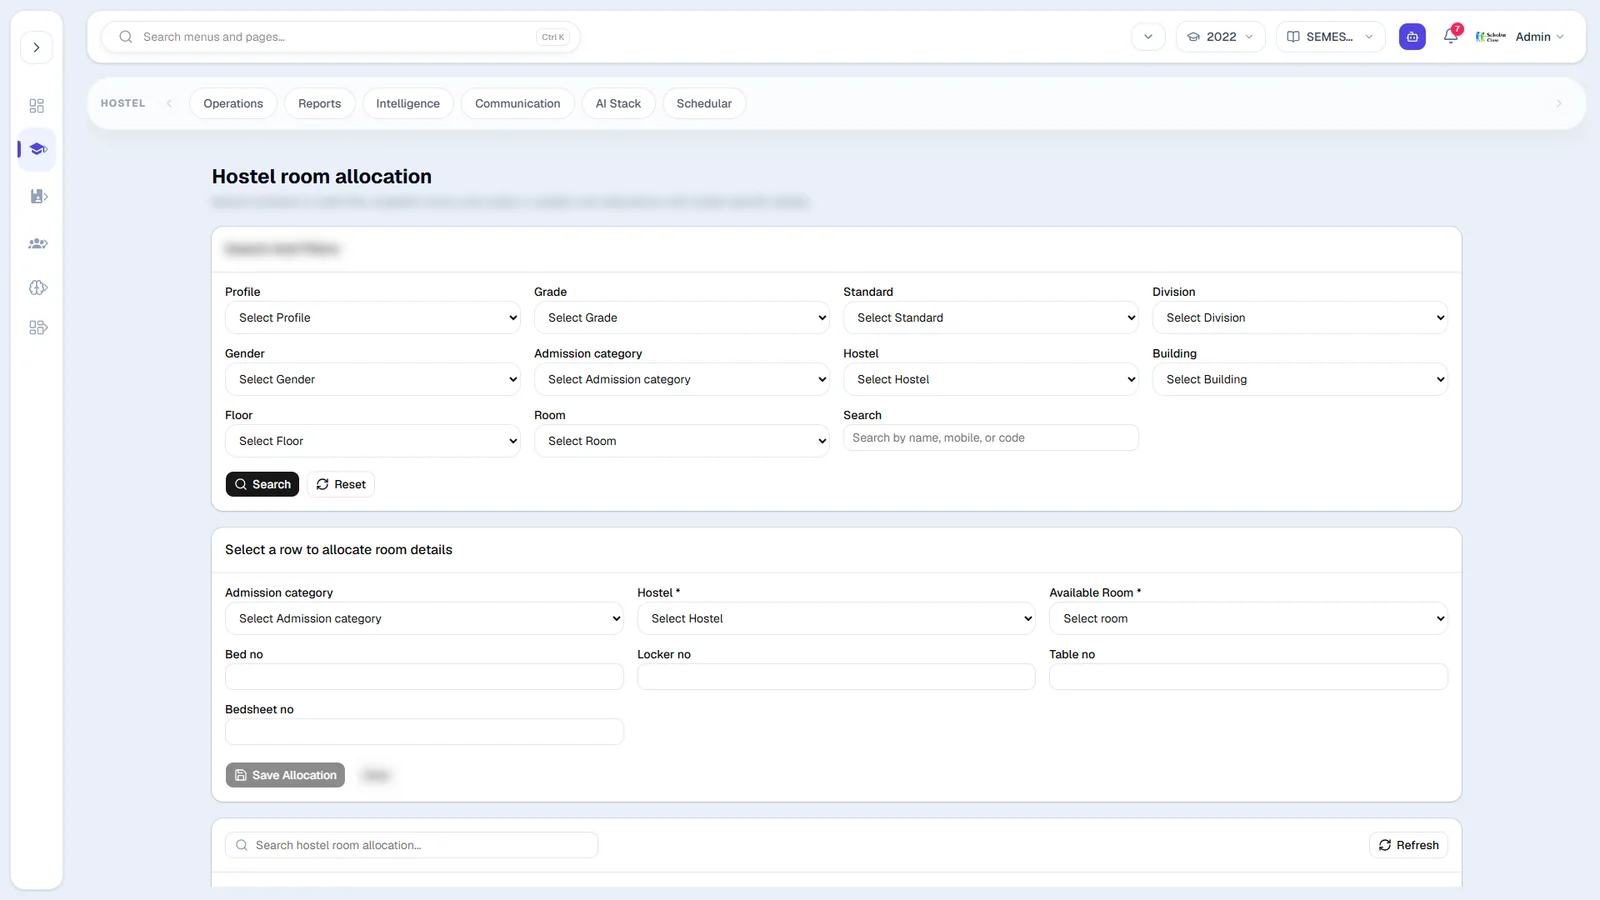 Search menus and pages...
Ctrl K
2022
SEMES...
7
Admin
HOSTEL
Operations
Reports
Intelligence
Communication
AI Stack
Schedular
Hostel room allocation
Profile
Grade
Standard
Division
Select Profile
Select Grade
Select Standard
Select Division
Gender
Admission category
Hostel
Building
Select Gender
Select Admission category
Select Hostel
Select Building
Floor
Room
Search
Select Floor
Select Room
Search by name, mobile, or code
Search
Reset
Select a row to allocate room details
Admission category
Hostel *
Available Room *
Select Admission category
Select Hostel
Select room
Bed no
Locker no
Table no
Bedsheet no
Save Allocation
Search hostel room allocation...
Refresh